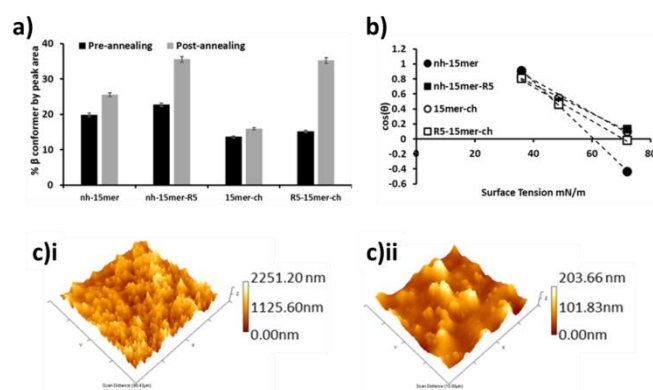 a)
Pre-annealing Post-annealing
% β conformer by peak area
40
30
20
10
0
nh-15mer nh-15mer-R5 15mer-ch R5-15mer-ch
b)
cos(θ)
1.2
1
0.8
0.6
0.4
0.2
0
-0.2
-0.4
-0.6
0 20 40 60 80
nh-15mer
nh-15mer-R5
15mer-ch
R5-15mer-ch
Surface Tension mN/m
c)i
2251.20 nm
1125.60nm
0.00nm
Z
Y
X
c)ii
203.66 nm
101.83nm
0.00nm
Z
Y
X